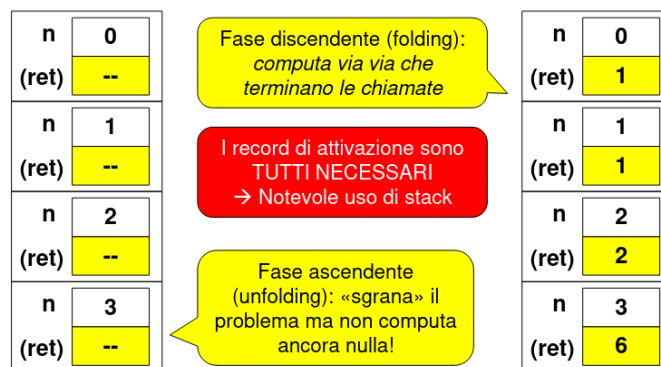 n 0
(ret) --
n 1
(ret) --
n 2
(ret) --
n 3
(ret) --
Fase discendente (folding):
computa via via che
terminano le chiamate
I record di attivazione sono
TUTTI NECESSARI
→ Notevole uso di stack
Fase ascendente
(unfolding): «sgrana» il
problema ma non computa
ancora nulla!
n 0
(ret) 1
n 1
(ret) 1
n 2
(ret) 2
n 3
(ret) 6